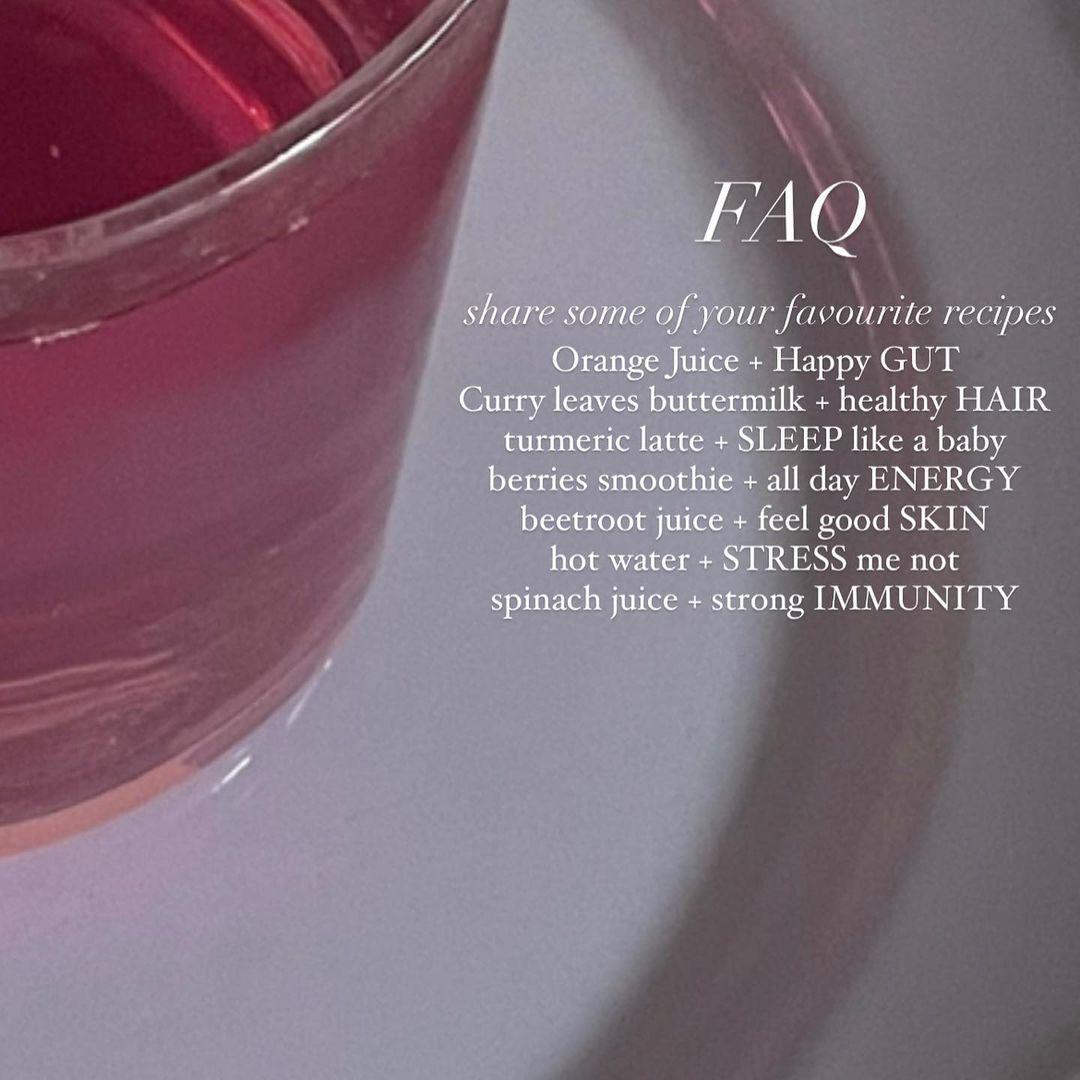 FAQ
share some of your favourite recipes
Orange Juice + Happy GUT
Curry leaves buttermilk + healthy HAIR
turmeric latte + SLEEP like a baby
berries smoothie + all day ENERGY
beetroot juice + feel good SKIN
hot water + STRESS me not
spinach juice + strong IMMUNITY